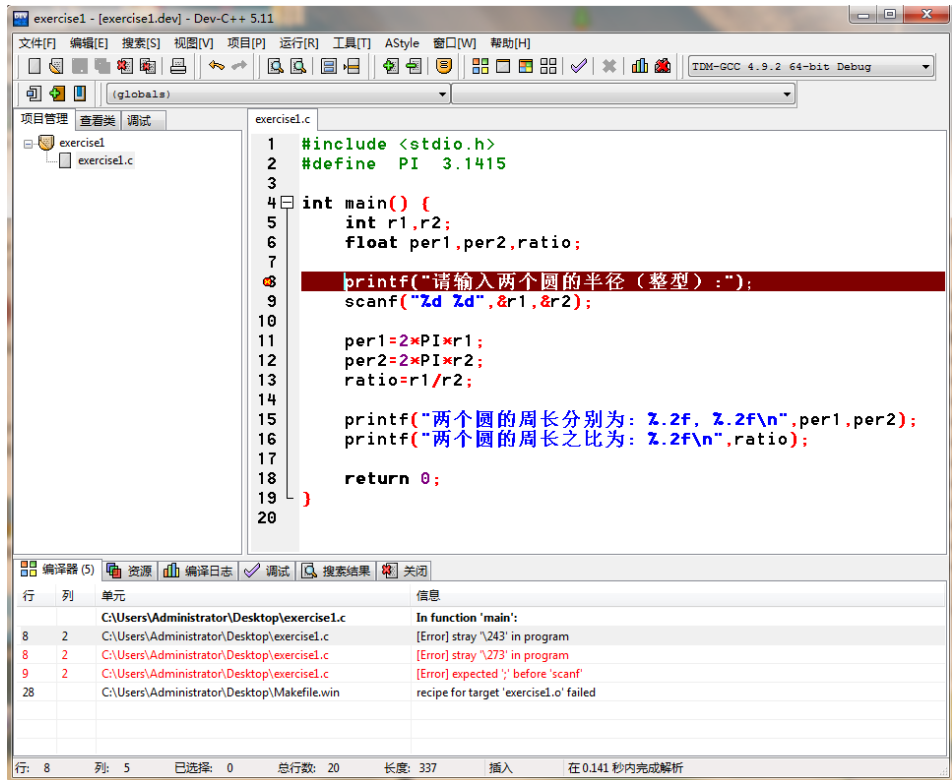 exercise1 - [exercise1.dev] - Dev-C++ 5.11
文件[F] 编辑[E] 搜索[S] 视图[V] 项目[P] 运行[R] 工具[T] AStyle 窗口[W] 帮助[H]
TDM-GCC 4.9.2 64-bit Debug
(globals)
项目管理 查看类 调试
exercise1
exercise1.c
exercise1.c
1 #include <stdio.h>
2 #define PI 3.1415
3
4 int main() {
5 int r1,r2;
6 float per1,per2,ratio;
7
8 printf("请输入两个圆的半径（整型）:")；
9 scanf("%d %d",&r1,&r2);
10
11 per1=2*PI*r1;
12 per2=2*PI*r2;
13 ratio=r1/r2;
14
15 printf("两个圆的周长分别为: %.2f, %.2f\n",per1,per2);
16 printf("两个圆的周长之比为: %.2f\n",ratio);
17
18 return 0;
19 }
20
编译器 (5) 资源 编译日志 调试 搜索结果 关闭
行 列 单元 信息
C:\Users\Administrator\Desktop\exercise1.c In function 'main':
8 2 C:\Users\Administrator\Desktop\exercise1.c [Error] stray '\243' in program
8 2 C:\Users\Administrator\Desktop\exercise1.c [Error] stray '\273' in program
9 2 C:\Users\Administrator\Desktop\exercise1.c [Error] expected ';' before 'scanf'
28 C:\Users\Administrator\Desktop\Makefile.win recipe for target 'exercise1.o' failed
行: 8 列: 5 已选择: 0 总行数: 20 长度: 337 插入 在 0.141 秒内完成解析